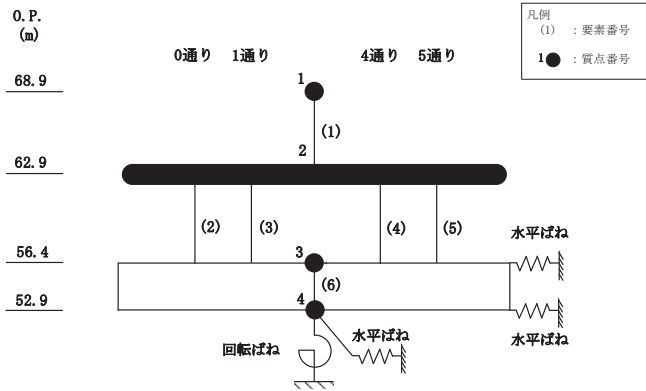 O.P.
(m)
凡例
(1) : 要素番号
1 : 質点番号
0通り 1通り 4通り 5通り
68.9
1
(1)
62.9
2
(2) (3) (4) (5)
水平ばね
56.4
3
(6)
52.9
4
水平ばね
水平ばね
回転ばね